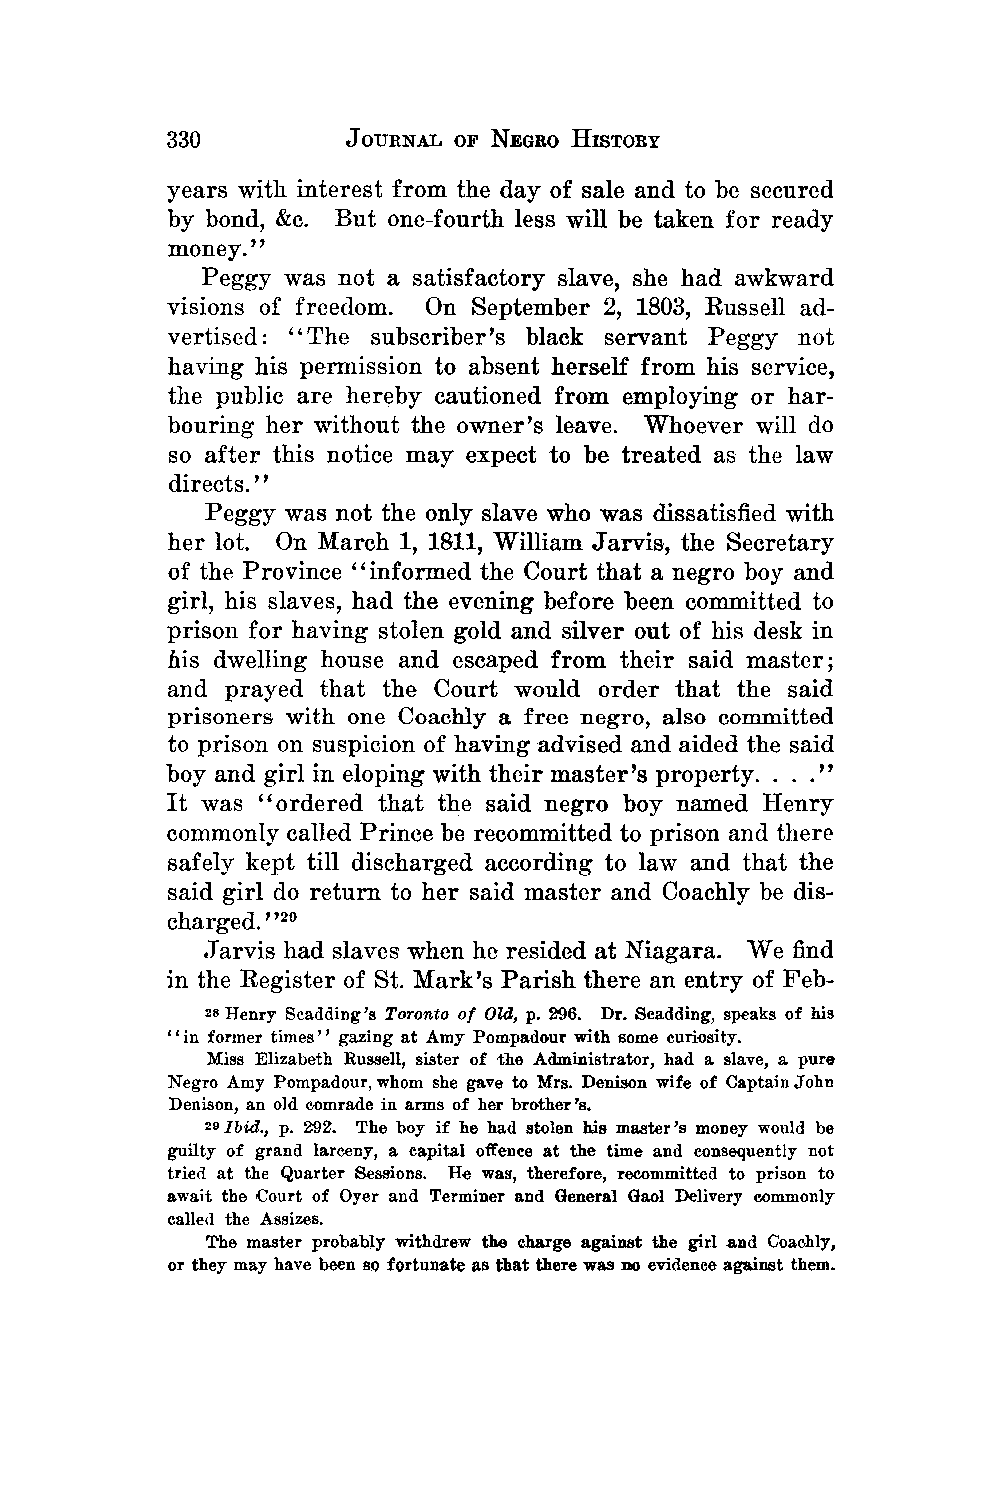 330 JOURNAL OF NEGRO HISTORY
years with interest from the day of sale and to be secured
by bond, &c. But one-fourth less will be taken for ready
money.''
Peggy was not a satisfactory slave, she had awkward
visions of freedom. On September 2, 1803, Russell ad-
vertised: ``The subscriber's black servant Peggy not
having his permission to absent herself from his service,
the public are hereby cautioned from employing or har-
bouring her without the owner's leave. Whoever will do
so after this notice may expect to be treated as the law
directs.''
Peggy was not the only slave who was dissatisfied with
her lot. On March 1, 1811, William Jarvis, the Secretary
of the Province ``informed the Court that a negro boy and
girl, his slaves, had the evening before been committed to
prison for having stolen gold and silver out of his desk in
his dwelling house and escaped from their said master;
and prayed that the Court would order that the said
prisoners with one Coachly a free negro, also committed
to prison on suspicion of having advised and aided the said
boy and girl in eloping with their master's property. . . .''
It was ``ordered that the said negro boy named Henry
commonly called Prince be recommitted to prison and there
safely kept till discharged according to law and that the
said girl do return to her said master and Coachly be dis-
charged.''29
Jarvis had slaves when he resided at Niagara. We find
in the Register of St. Mark's Parish there an entry of Feb-
28 Henry Scadding's Toronto of Old, p. 296. Dr. Scadding, speaks of his
``in former times'' gazing at Amy Pompadour with some curiosity.
Miss Elizabeth Russell, sister of the Administrator, had a slave, a pure
Negro Amy Pompadour, whom she gave to Mrs. Denison wife of Captain John
Denison, an old comrade in arms of her brother's.
29 Ibid., p. 292. The boy if he had stolen his master's money would be
guilty of grand larceny, a capital offence at the time and consequently not
tried at the Quarter Sessions. He was, therefore, recommitted to prison to
await the Court of Oyer and Terminer and General Gaol Delivery commonly
called the Assizes.
The master probably withdrew the charge against the girl and Coachly,
or they may have been so fortunate as that there was no evidence against them.